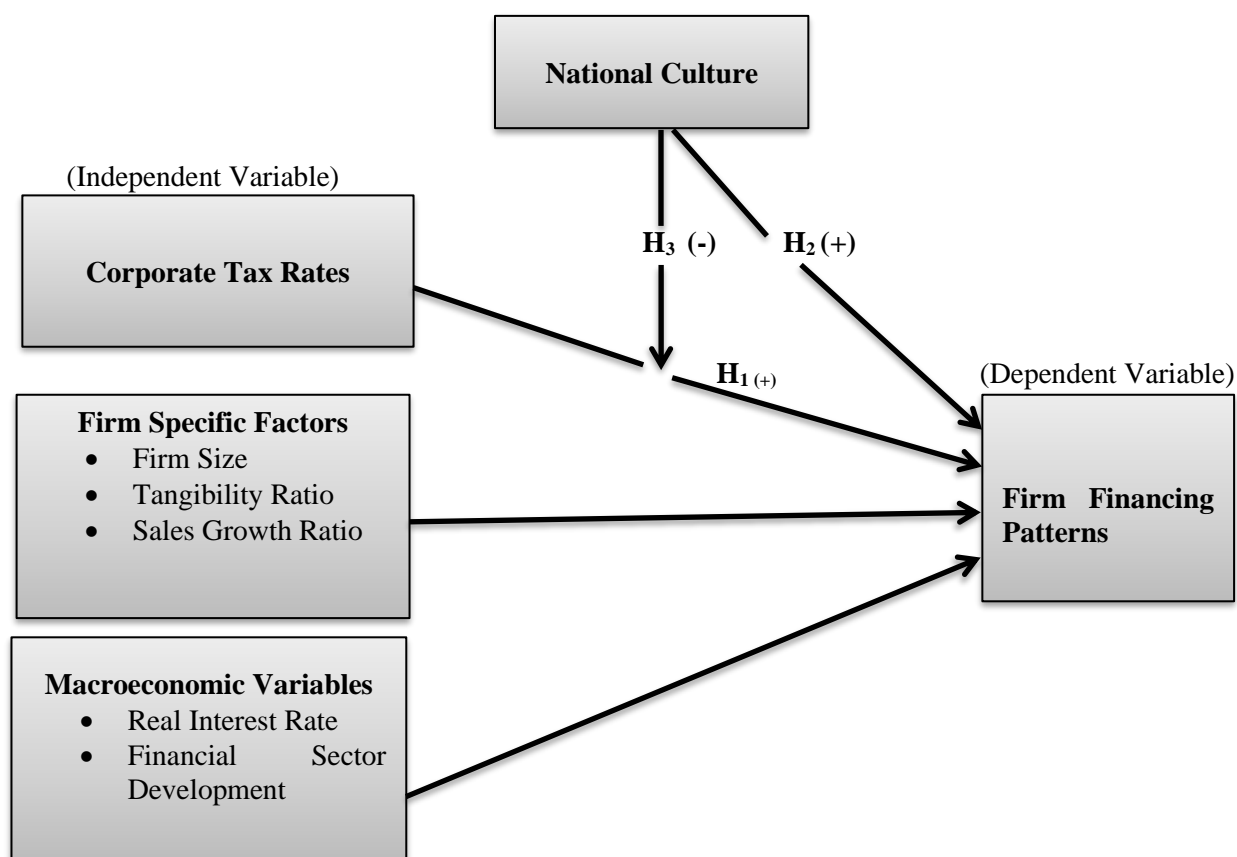 National Culture
(Independent Variable)
Corporate Tax Rates
H₃ (-)
H₂ (+)
H₁ (+)
(Dependent Variable)
Firm Financing
Patterns
Firm Specific Factors
• Firm Size
• Tangibility Ratio
• Sales Growth Ratio
Macroeconomic Variables
• Real Interest Rate
• Financial Sector
Development